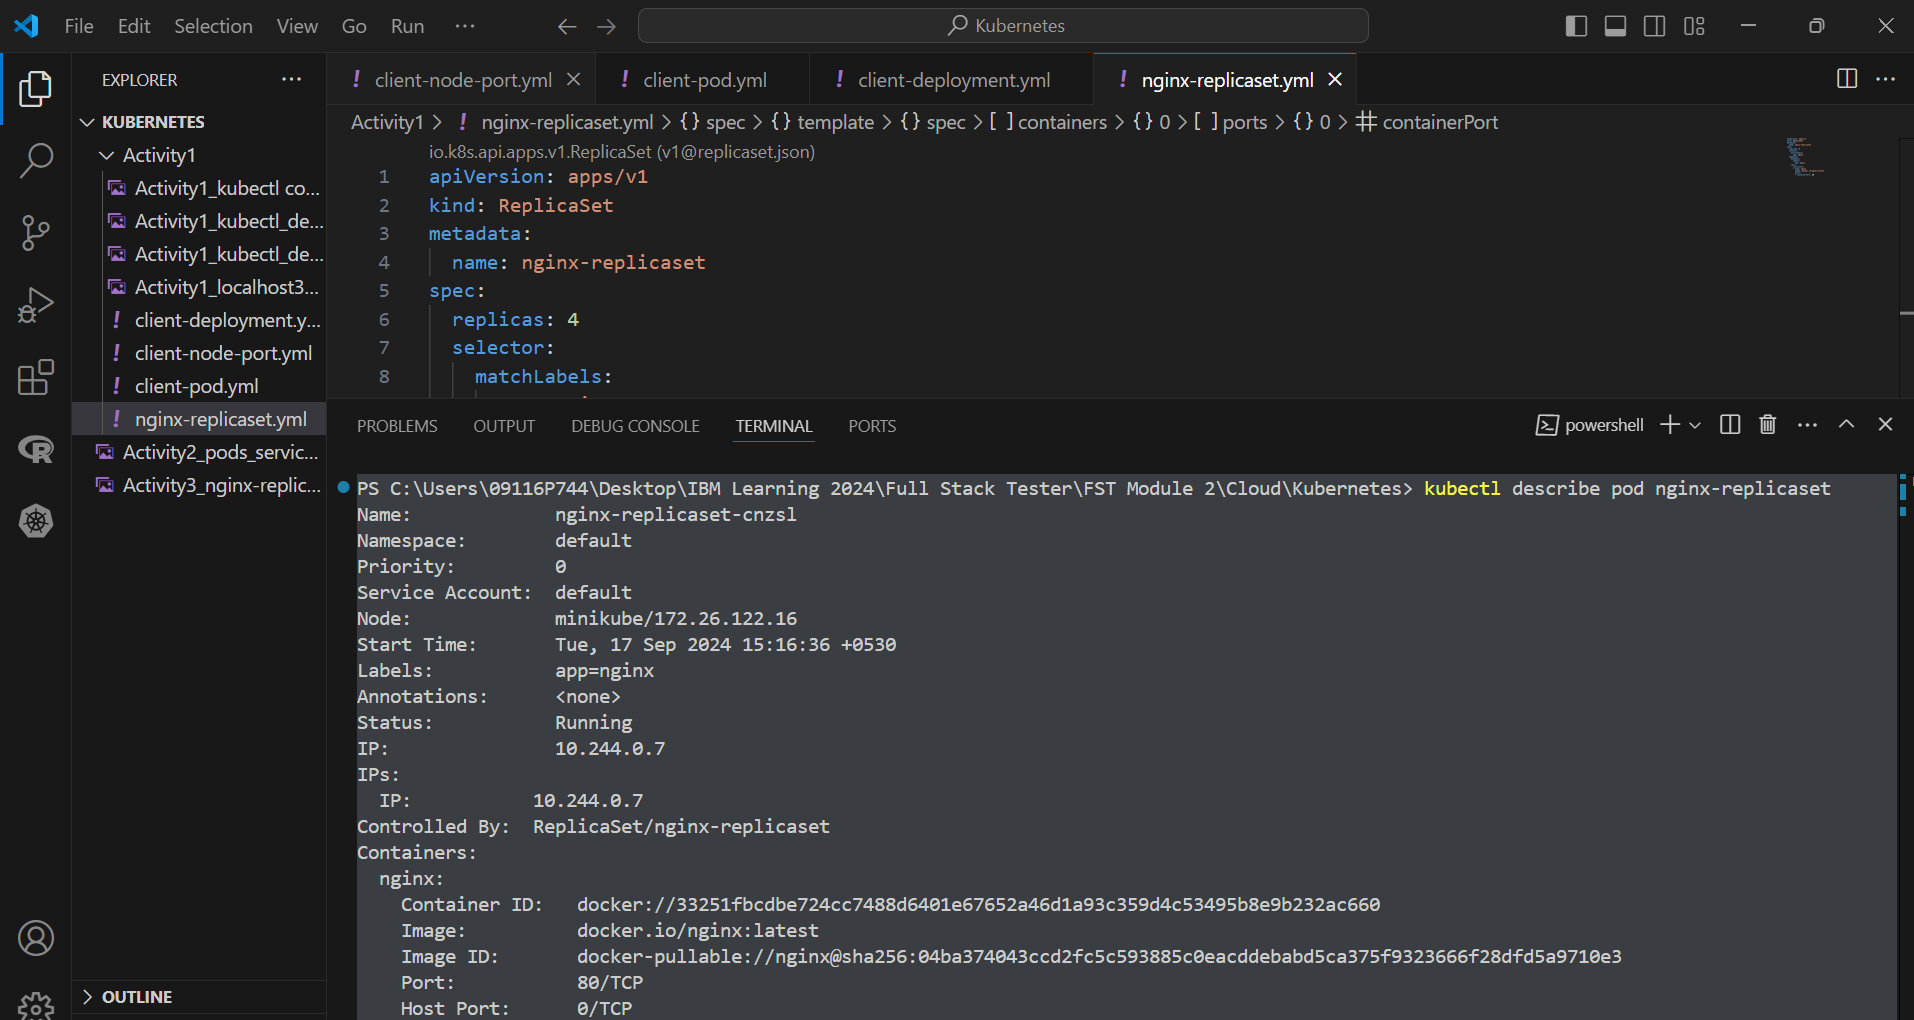 File Edit Selection View Go Run ··· Kubernetes
EXPLORER ···
KUBERNETES
Activity1
Activity1_kubectl co...
Activity1_kubectl_de...
Activity1_kubectl_de...
Activity1_localhost3...
! client-deployment.y...
! client-node-port.yml
! client-pod.yml
! nginx-replicaset.yml
Activity2_pods_servic...
Activity3_nginx-replic...
OUTLINE
! client-node-port.yml ! client-pod.yml ! client-deployment.yml ! nginx-replicaset.yml
Activity1 > ! nginx-replicaset.yml > {} spec > {} template > {} spec > [ ] containers > {} 0 > [ ] ports > {} 0 > # containerPort
io.k8s.api.apps.v1.ReplicaSet (v1@replicaset.json)
1 apiVersion: apps/v1
2 kind: ReplicaSet
3 metadata:
4 name: nginx-replicaset
5 spec:
6 replicas: 4
7 selector:
8 matchLabels:
PROBLEMS OUTPUT DEBUG CONSOLE TERMINAL PORTS powershell
PS C:\Users\09116P744\Desktop\IBM Learning 2024\Full Stack Tester\FST Module 2\Cloud\Kubernetes> kubectl describe pod nginx-replicaset
Name: nginx-replicaset-cnzsl
Namespace: default
Priority: 0
Service Account: default
Node: minikube/172.26.122.16
Start Time: Tue, 17 Sep 2024 15:16:36 +0530
Labels: app=nginx
Annotations: <none>
Status: Running
IP: 10.244.0.7
IPs:
IP: 10.244.0.7
Controlled By: ReplicaSet/nginx-replicaset
Containers:
nginx:
Container ID: docker://33251fbcdbe724cc7488d6401e67652a46d1a93c359d4c53495b8e9b232ac660
Image: docker.io/nginx:latest
Image ID: docker-pullable://nginx@sha256:04ba374043ccd2fc5c593885c0eacddebabd5ca375f9323666f28dfd5a9710e3
Port: 80/TCP
Host Port: 0/TCP